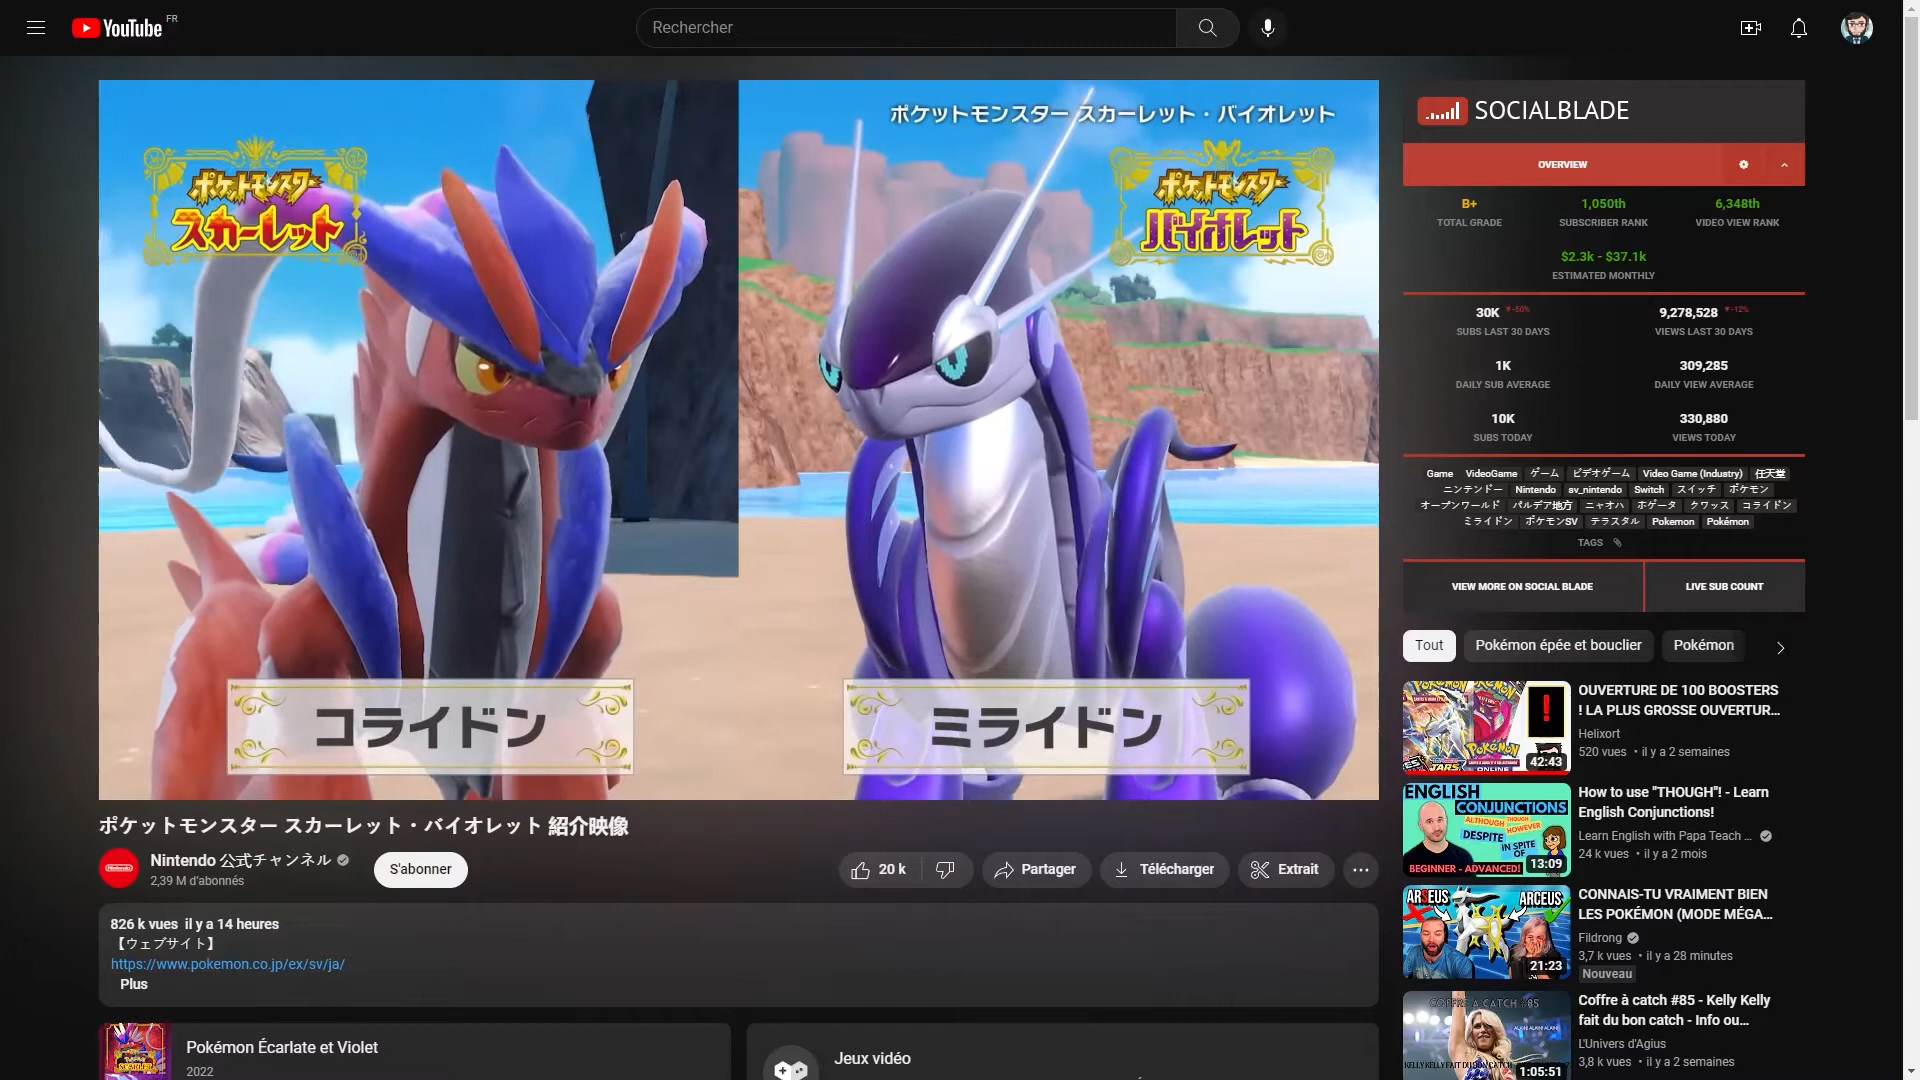 YouTube FR
Rechercher
ポケットモンスター スカーレット・バイオレット
ポケットモンスター
スカーレット
ポケットモンスター
バイオレット
コライドン
ミライドン
ポケットモンスター スカーレット・バイオレット 紹介映像
Nintendo 公式チャンネル
2,39 M d'abonnés
S'abonner
20 k
Partager
Télécharger
Extrait
826 k vues il y a 14 heures
【ウェブサイト】
https://www.pokemon.co.jp/ex/sv/ja/
Plus
Pokémon Écarlate et Violet
2022
Jeux vidéo
SOCIALBLADE
OVERVIEW
B+ 1,050th 6,348th
TOTAL GRADE SUBSCRIBER RANK VIDEO VIEW RANK
$2.3k - $37.1k
ESTIMATED MONTHLY
30K ▼-50% 9,278,528 ▼-12%
SUBS LAST 30 DAYS VIEWS LAST 30 DAYS
1K 309,285
DAILY SUB AVERAGE DAILY VIEW AVERAGE
10K 330,880
SUBS TODAY VIEWS TODAY
Game VideoGame ゲーム ビデオゲーム Video Game (Industry) 任天堂
ニンテンドー Nintendo sv_nintendo Switch スイッチ ポケモン
オープンワールド パルデア地方 ニャオハ ホゲータ クワッス コライドン
ミライドン ポケモンSV テラスタル Pokemon Pokémon
TAGS
VIEW MORE ON SOCIAL BLADE LIVE SUB COUNT
Tout Pokémon épée et bouclier Pokémon
OUVERTURE DE 100 BOOSTERS
! LA PLUS GROSSE OUVERTUR...
Helixort
520 vues • il y a 2 semaines
42:43
ENGLISH
CONJUNCTIONS
ALTHOUGH THOUGH
HOWEVER
DESPITE
IN SPITE
OF
BEGINNER - ADVANCED!
13:09
How to use "THOUGH"! - Learn
English Conjunctions!
Learn English with Papa Teach ...
24 k vues • il y a 2 mois
ARSEUS ARCEUS
21:23
CONNAIS-TU VRAIMENT BIEN
LES POKÉMON (MODE MÉGA...
Fildrong
3,7 k vues • il y a 28 minutes
Nouveau
COFFRE A CATCH #85
1:05:51
Coffre à catch #85 - Kelly Kelly
fait du bon catch - Info ou...
L'Univers d'Agius
3,8 k vues • il y a 2 semaines